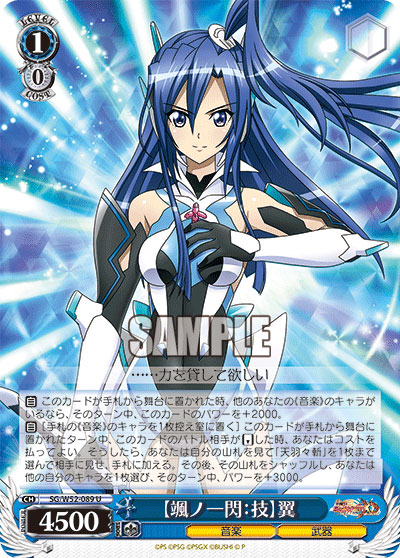 LEVEL
1
0
COST
SAMPLE
……力を貸して欲しい
自 このカードが手札から舞台に置かれた時、他のあなたの《音楽》のキャラがいるなら、そのターン中、このカードのパワーを＋2000。
自 [手札の《音楽》のキャラを1枚控え室に置く] このカードが手札から舞台に置かれたターン中、このカードのバトル相手が【】した時、あなたはコストを払ってよい。そうしたら、あなたは自分の山札を見て「天羽々斬」を1枚まで選んで相手に見せ、手札に加える。その後、その山札をシャッフルし、あなたは自分のキャラを1枚選び、そのターン中、パワーを＋3000。
CH
SG/W52-089 U
4500
[颯ノ一閃:技]翼
音楽
武器
©PS ©PSG ©PSGX ©BUSHI © P